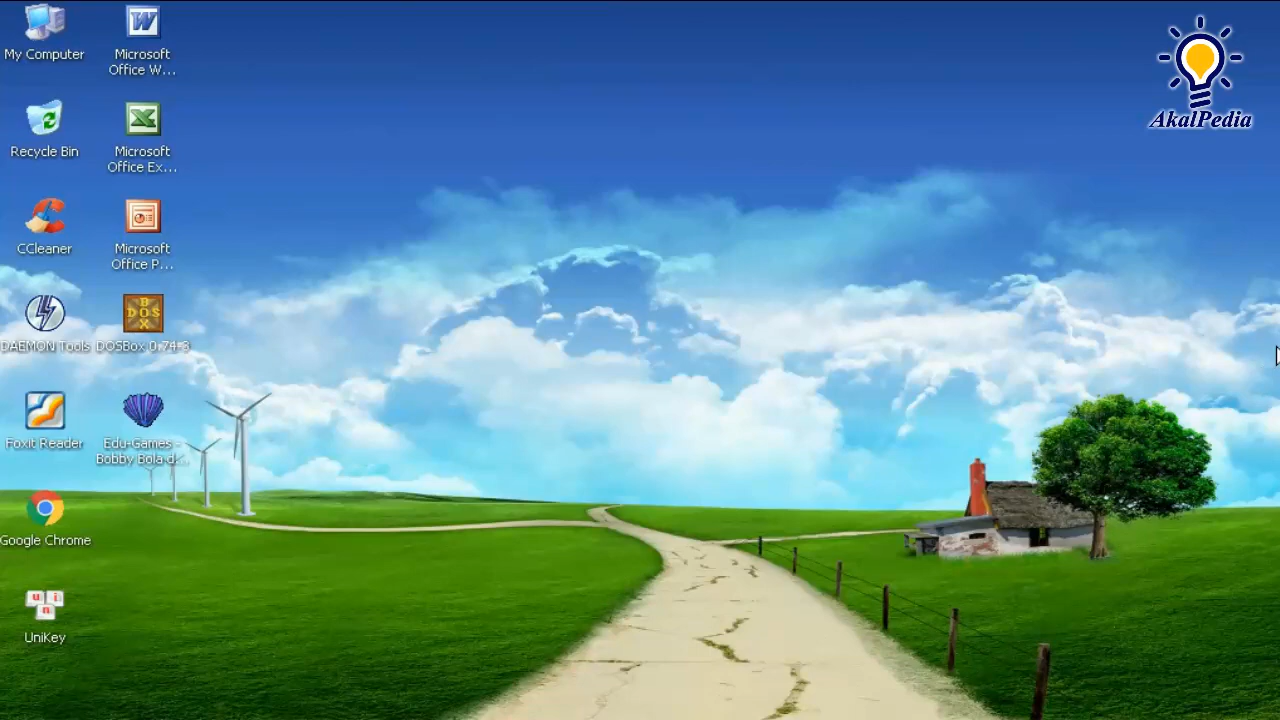 My Computer
Microsoft
Office W...
Recycle Bin
Microsoft
Office Ex...
CCleaner
Microsoft
Office P...
DAEMON Tools
DOSBox 0.74-3
Foxit Reader
Edu-Games -
Bobby Bola d...
Google Chrome
UniKey
AkalPedia